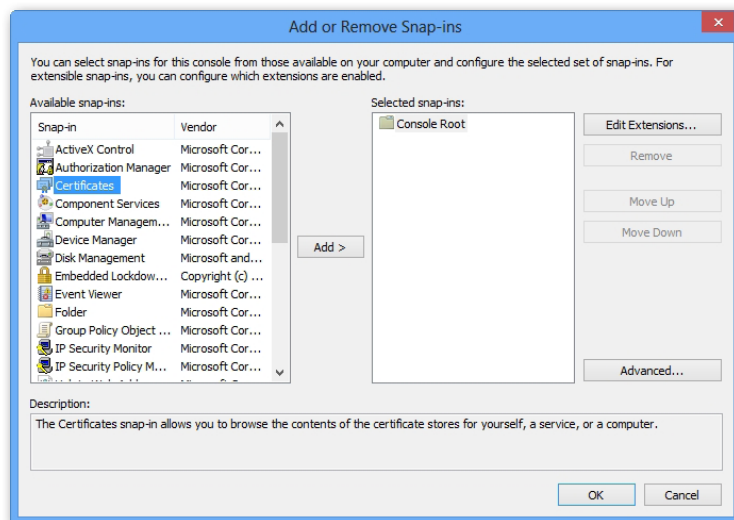 Add or Remove Snap-ins
You can select snap-ins for this console from those available on your computer and configure the selected set of snap-ins. For
extensible snap-ins, you can configure which extensions are enabled.
Available snap-ins:
Snap-in Vendor
ActiveX Control Microsoft Cor...
Authorization Manager Microsoft Cor...
Certificates Microsoft Cor...
Component Services Microsoft Cor...
Computer Managem... Microsoft Cor...
Device Manager Microsoft Cor...
Disk Management Microsoft and...
Embedded Lockdow... Copyright (c) ...
Event Viewer Microsoft Cor...
Folder Microsoft Cor...
Group Policy Object ... Microsoft Cor...
IP Security Monitor Microsoft Cor...
IP Security Policy M... Microsoft Cor...
Add >
Selected snap-ins:
Console Root
Edit Extensions...
Remove
Move Up
Move Down
Advanced...
Description:
The Certificates snap-in allows you to browse the contents of the certificate stores for yourself, a service, or a computer.
OK Cancel